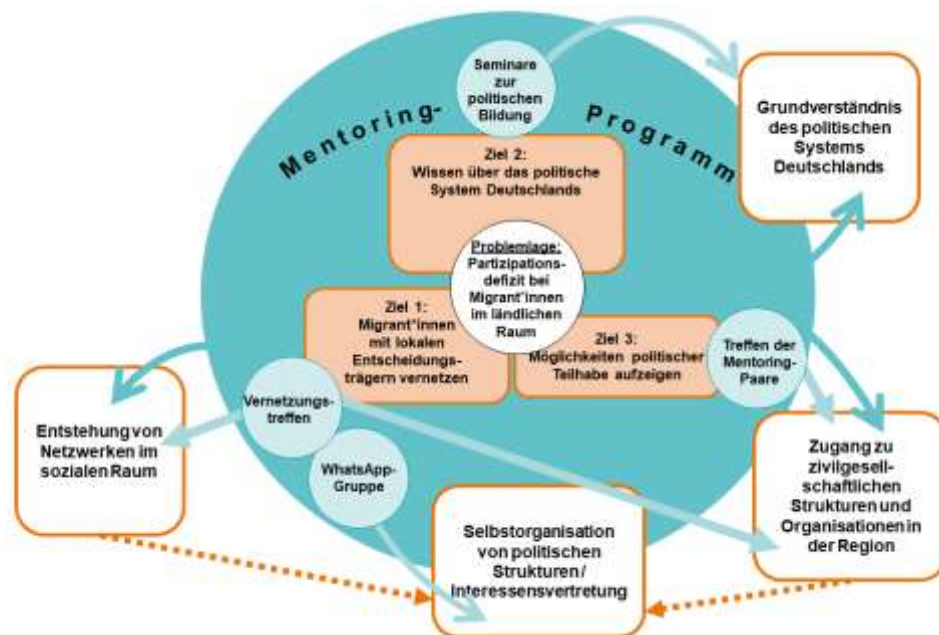 Mentoring-
Programm
Seminare
zur
politischen
Bildung
Grundverständnis
des politischen
Systems
Deutschlands
Ziel 2:
Wissen über das politische
System Deutschlands
Problemlage:
Partizipations-
defizit bei
Migrant*innen
im ländlichen
Raum
Ziel 1:
Migrant*innen
mit lokalen
Entscheidungs-
trägern vernetzen
Ziel 3:
Möglichkeiten politischer
Teilhabe aufzeigen
Treffen der
Mentoring-
Paare
Vernetzungs-
treffen
WhatsApp-
Gruppe
Entstehung von
Netzwerken im
sozialen Raum
Selbstorganisation
von politischen
Strukturen /
Interessensvertretung
Zugang zu
zivilgesell-
schaftlichen
Strukturen und
Organisationen in
der Region